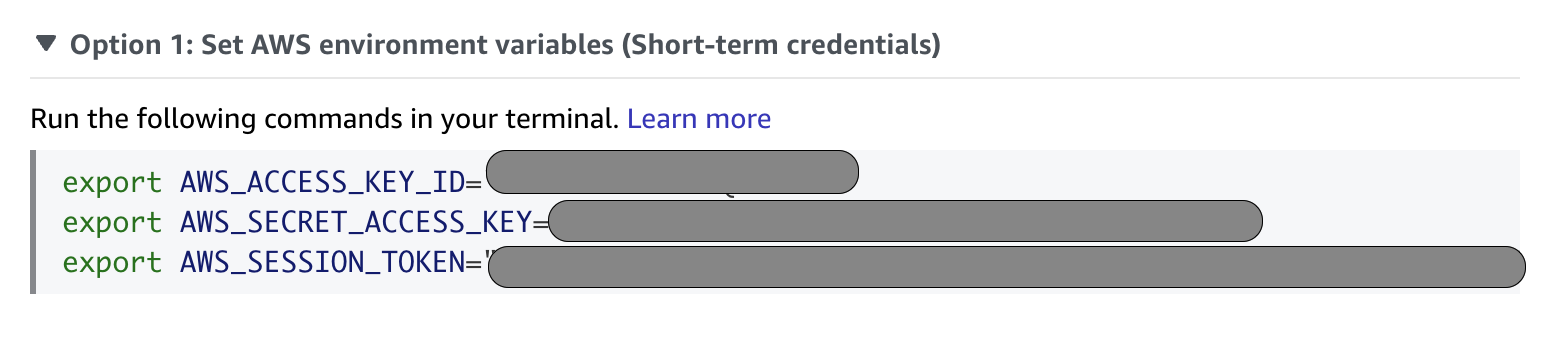 Option 1: Set AWS environment variables (Short-term credentials)
Run the following commands in your terminal. Learn more
export AWS_ACCESS_KEY_ID=
export AWS_SECRET_ACCESS_KEY=
export AWS_SESSION_TOKEN="